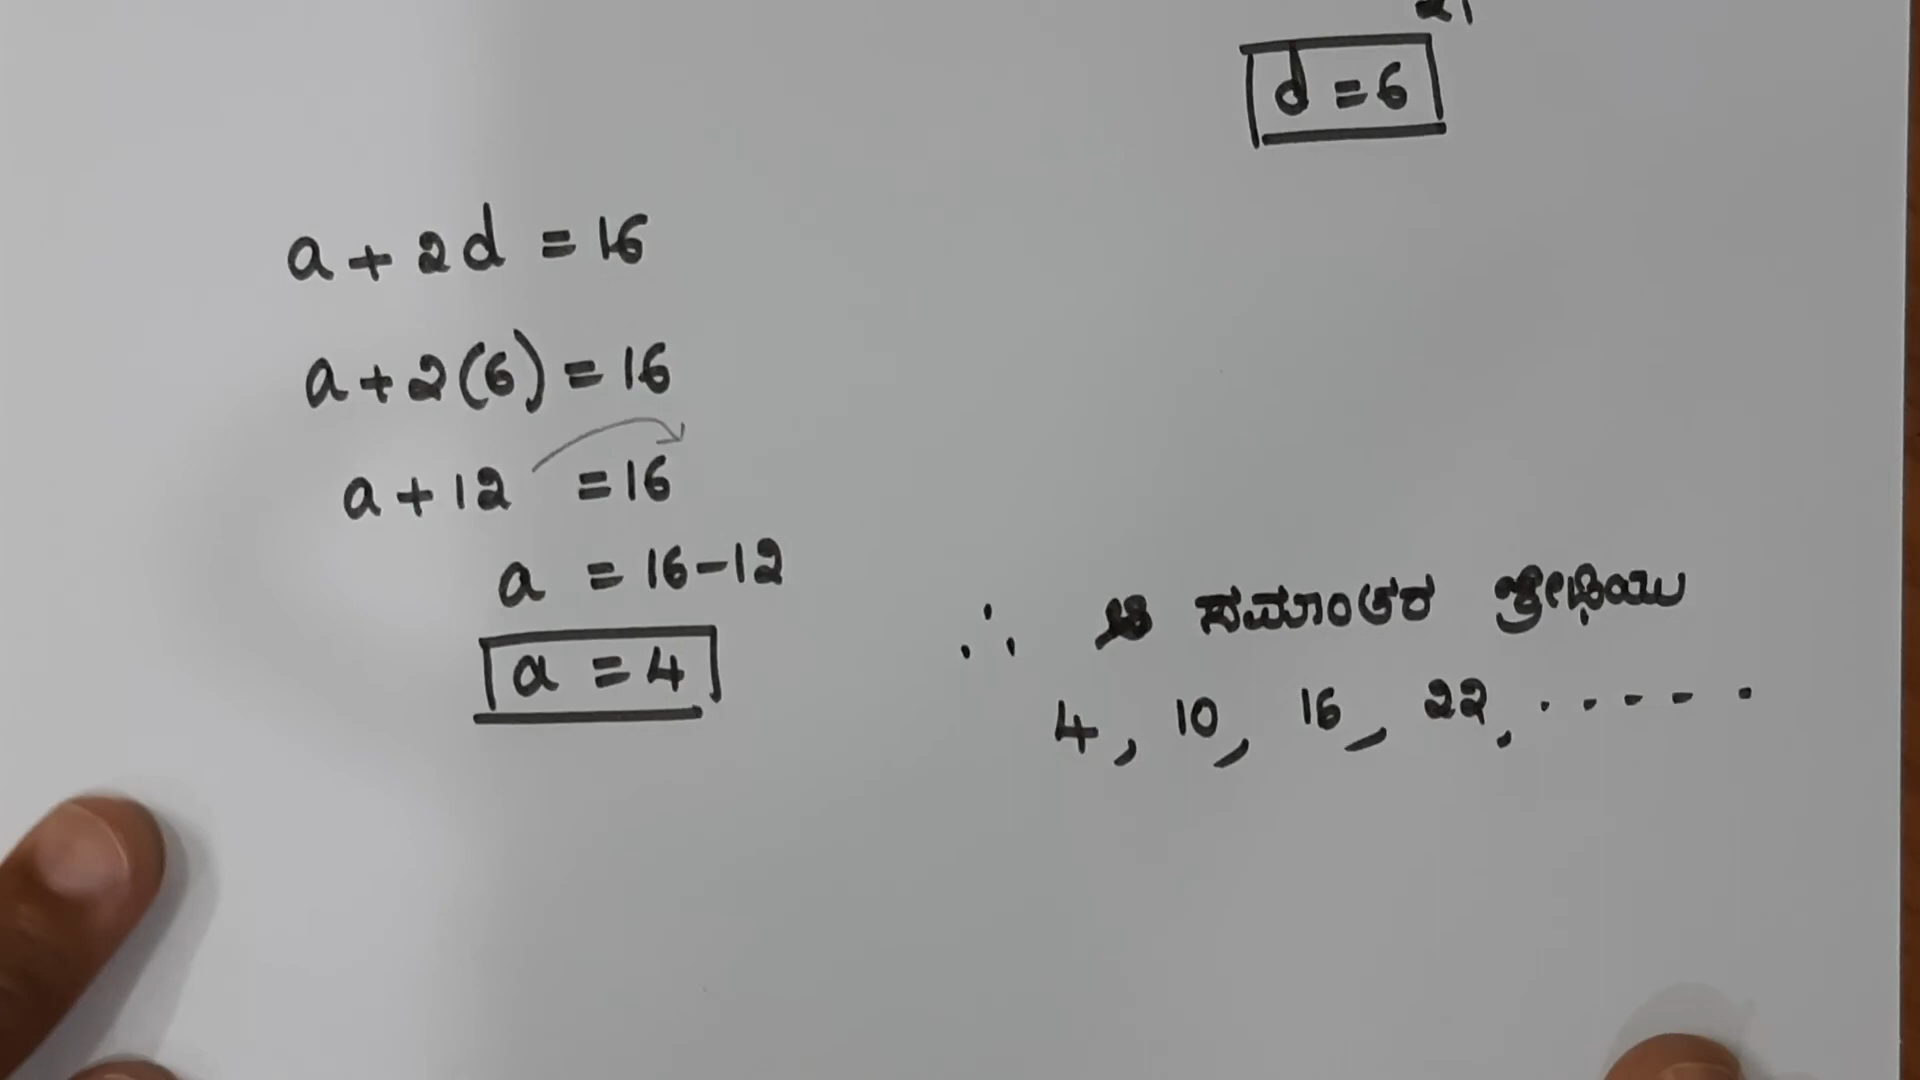 d = 6
a + 2d = 16
a + 2(6) = 16
a + 12 = 16
a = 16 - 12
a = 4
∴ ಆ ಸಮಾಂತರ ಶ್ರೇಢಿಯು
4, 10, 16, 22, ......